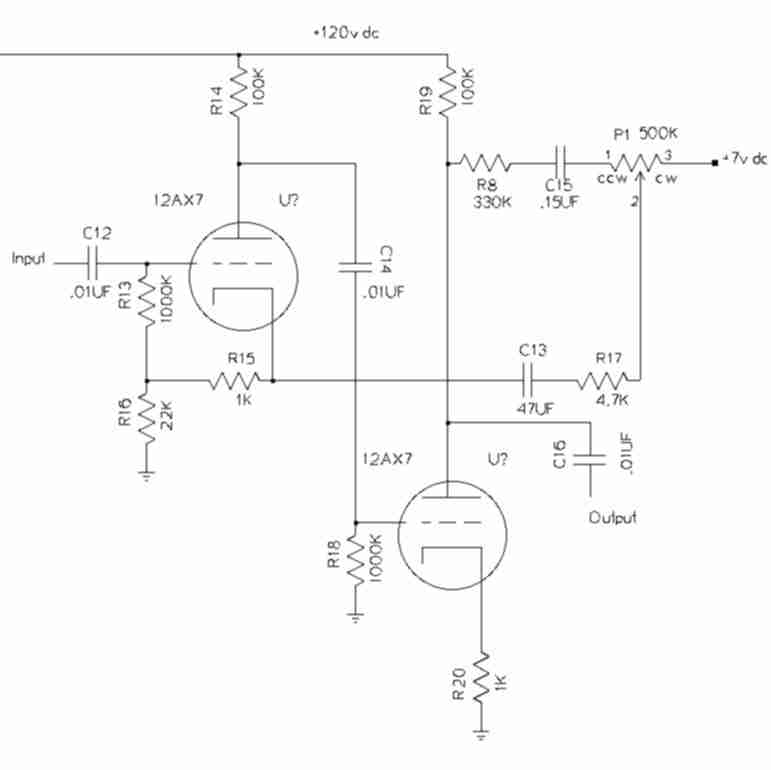 +120v dc
R14
100K
R19
100K
P1 500K
1
3
+7v dc
R8
330K
C15
.15UF
CCW
CW
2
12AX7
U?
C12
Input
.01UF
R13
1000K
C14
.01UF
R15
1K
C13
47UF
R17
4.7K
R16
22K
12AX7
U?
C16
.01UF
Output
R18
1000K
R20
1K